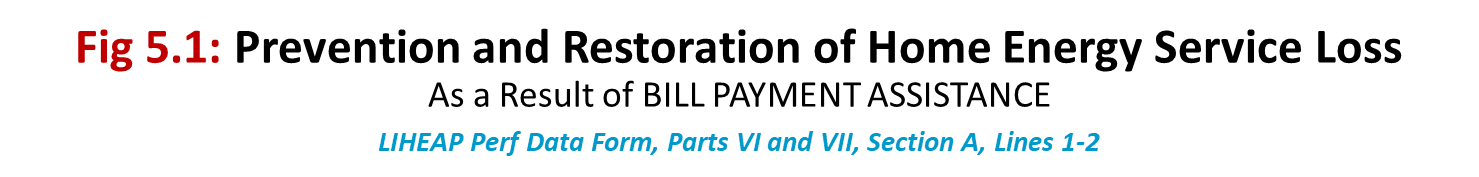 Fig 5.1: Prevention and Restoration of Home Energy Service Loss
As a Result of BILL PAYMENT ASSISTANCE
LIHEAP Perf Data Form, Parts VI and VII, Section A, Lines 1-2